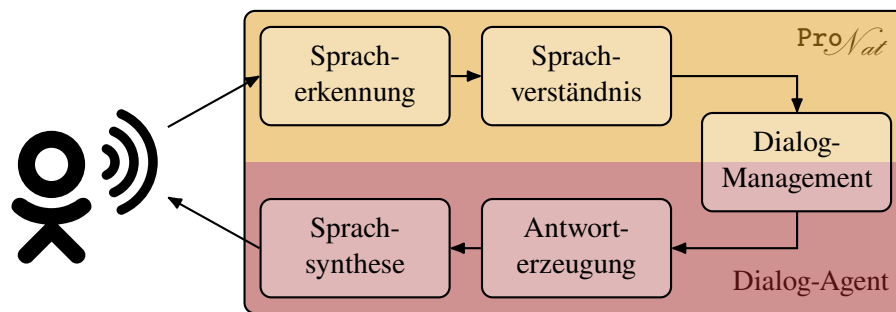 ProNat
Sprach-
erkennung
Sprach-
verständnis
Dialog-
Management
Sprach-
synthese
Antwort-
erzeugung
Dialog-Agent